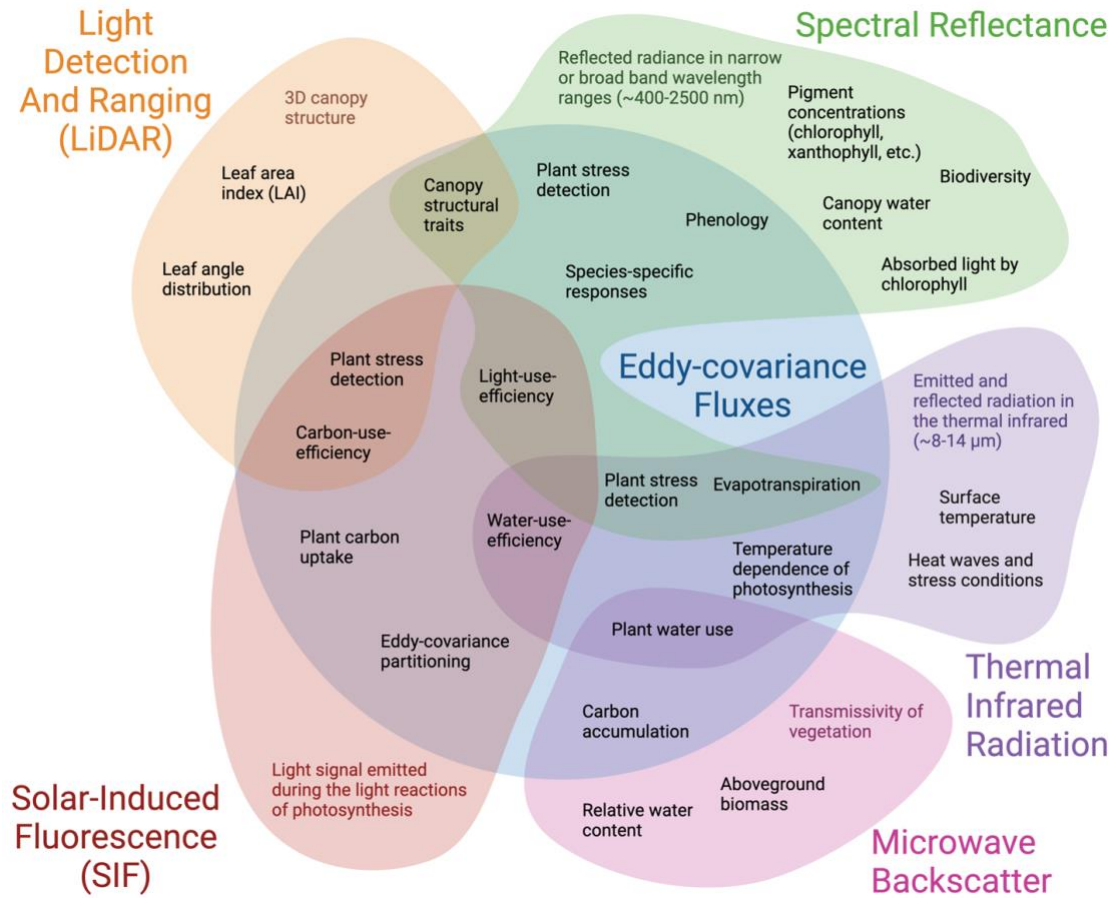 Light
Detection
And Ranging
(LiDAR)
Spectral Reflectance
3D canopy
structure
Leaf area
index (LAI)
Leaf angle
distribution
Canopy
structural
traits
Reflected radiance in narrow
or broad band wavelength
ranges (~400-2500 nm)
Pigment
concentrations
(chlorophyll,
xanthophyll, etc.)
Biodiversity
Canopy water
content
Absorbed light by
chlorophyll
Plant stress
detection
Phenology
Species-specific
responses
Plant stress
detection
Carbon-use-
efficiency
Light-use-
efficiency
Eddy-covariance
Fluxes
Emitted and
reflected radiation in
the thermal infrared
(~8-14 µm)
Surface
temperature
Heat waves and
stress conditions
Plant stress
detection
Evapotranspiration
Water-use-
efficiency
Temperature
dependence of
photosynthesis
Plant carbon
uptake
Eddy-covariance
partitioning
Plant water use
Carbon
accumulation
Transmissivity of
vegetation
Aboveground
biomass
Relative water
content
Light signal emitted
during the light reactions
of photosynthesis
Thermal
Infrared
Radiation
Solar-Induced
Fluorescence
(SIF)
Microwave
Backscatter